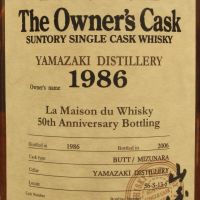 The Owner's Cask
SUNTORY SINGLE CASK WHISKY
YAMAZAKI DISTILLERY
Owner's name 1986
La Maison du Whisky
50th Anniversary Bottling
Distilled in 1986 Bottled in 2006
Cask type BUTT / MIZUNARA
Cellar YAMAZAKI DISTILLERY